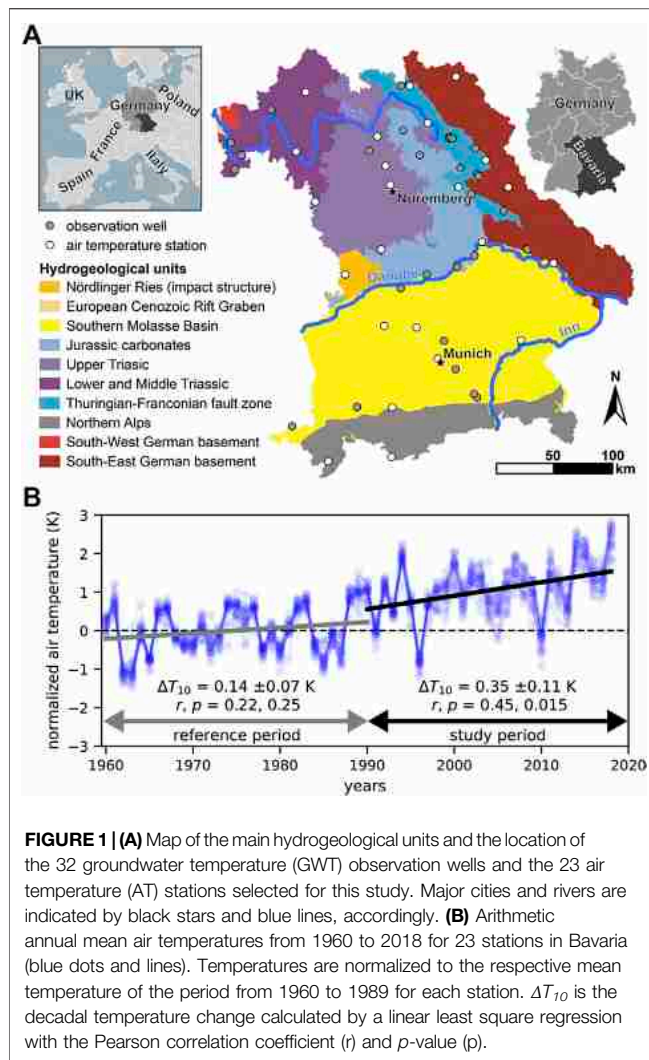 A
UK
Germany
Poland
France
Spain
Italy
Germany
Bavaria
Nuremberg
observation well
air temperature station
Hydrogeological units
Nördlinger Ries (impact structure)
European Cenozoic Rift Graben
Southern Molasse Basin
Jurassic carbonates
Upper Triasic
Lower and Middle Triassic
Thuringian-Franconian fault zone
Northern Alps
South-West German basement
South-East German basement
Danube
Inn
Munich
N
50 100
km
B
normalized air temperature (K)
3
2
1
0
−1
−2
−3
ΔT10 = 0.14 ±0.07 K
r, p = 0.22, 0.25
reference period
ΔT10 = 0.35 ±0.11 K
r, p = 0.45, 0.015
study period
1960 1970 1980 1990 2000 2010 2020
years
FIGURE 1 | (A) Map of the main hydrogeological units and the location of
the 32 groundwater temperature (GWT) observation wells and the 23 air
temperature (AT) stations selected for this study. Major cities and rivers are
indicated by black stars and blue lines, accordingly. (B) Arithmetic
annual mean air temperatures from 1960 to 2018 for 23 stations in Bavaria
(blue dots and lines). Temperatures are normalized to the respective mean
temperature of the period from 1960 to 1989 for each station. ΔT10 is the
decadal temperature change calculated by a linear least square regression
with the Pearson correlation coefficient (r) and p-value (p).